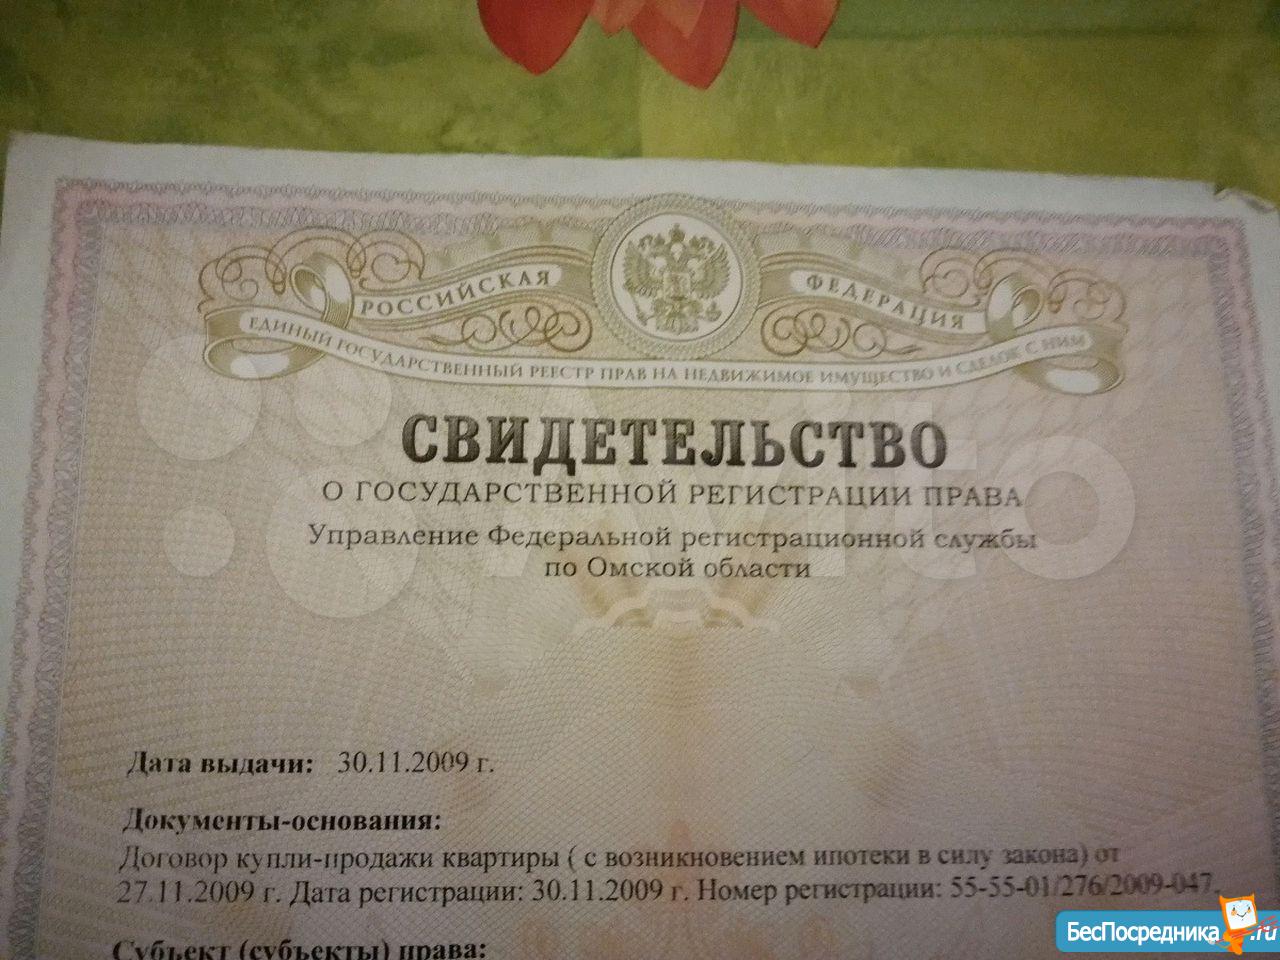 РОССИЙСКАЯ ФЕДЕРАЦИЯ
ЕДИНЫЙ ГОСУДАРСТВЕННЫЙ РЕЕСТР ПРАВ НА НЕДВИЖИМОЕ ИМУЩЕСТВО И СДЕЛОК С НИМ
СВИДЕТЕЛЬСТВО
О ГОСУДАРСТВЕННОЙ РЕГИСТРАЦИИ ПРАВА
Управление Федеральной регистрационной службы
по Омской области
Avito
Дата выдачи: 30.11.2009 г.
Документы-основания:
Договор купли-продажи квартиры ( с возникновением ипотеки в силу закона) от
27.11.2009 г. Дата регистрации: 30.11.2009 г. Номер регистрации: 55-55-01/276/2009-047.
Субъект (субъекты) права:
БесПосредника.ru